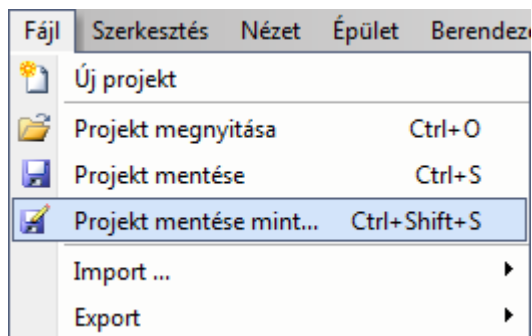 Fájl Szerkesztés Nézet Épület
Új projekt
Projekt megnyitása Ctrl+O
Projekt mentése Ctrl+S
Projekt mentése mint... Ctrl+Shift+S
Import ...
Export